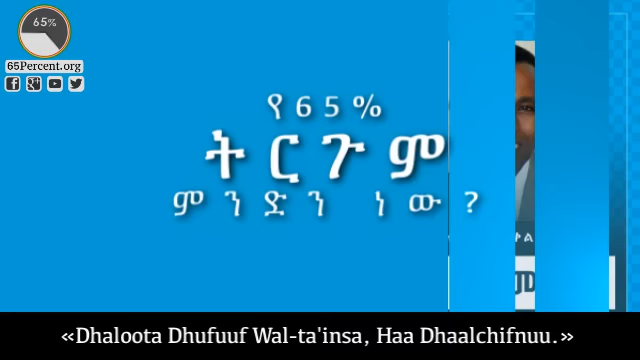 65%
65Percent.org
የ65%
ትርጉም
ምንድን ነው?
«Dhaloota Dhufuuf Wal-ta'insa, Haa Dhaalchifnuu.»